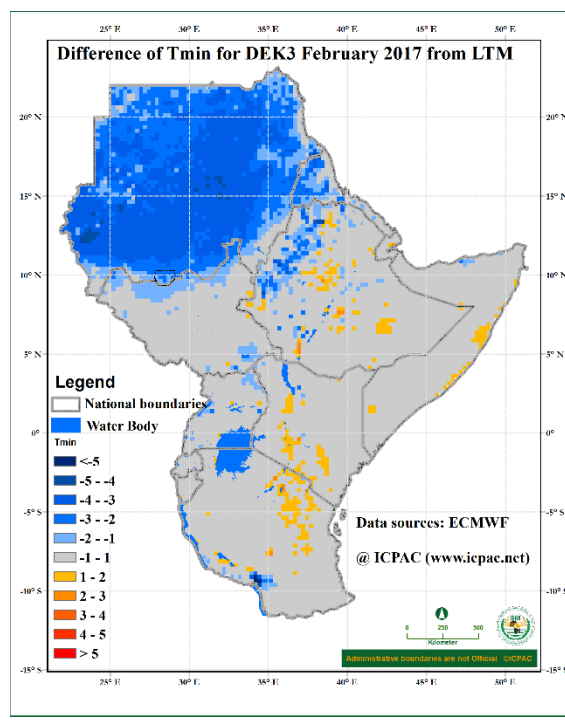 25° E 30° E 35° E 40° E 45° E 50° E
Difference of Tmin for DEK3 February 2017 from LTM
20° N
20° N
15° N
15° N
10° N
10° N
5° N
5° N
0°
0°
-5° S
-5° S
-10° S
-10° S
-15° S
-15° S
Legend
National boundaries
Water Body
Tmin
<-5
-5 - -4
-4 - -3
-3 - -2
-2 - -1
-1 - 1
1 - 2
2 - 3
3 - 4
4 - 5
> 5
Data sources: ECMWF
@ ICPAC (www.icpac.net)
0 250 500
Kilometer
Administrative boundaries are not Official ©ICPAC
25° E 30° E 35° E 40° E 45° E 50° E